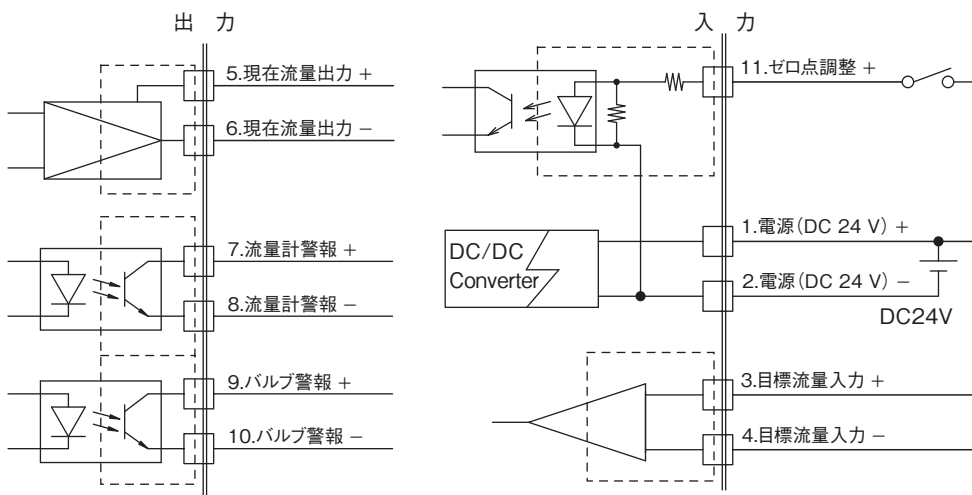 出 力
5.現在流量出力 +
6.現在流量出力 −
7.流量計警報 +
8.流量計警報 −
9.バルブ警報 +
10.バルブ警報 −
入 力
11.ゼロ点調整 +
DC/DC
Converter
1.電源(DC 24 V) +
2.電源(DC 24 V) −
DC24V
3.目標流量入力 +
4.目標流量入力 −